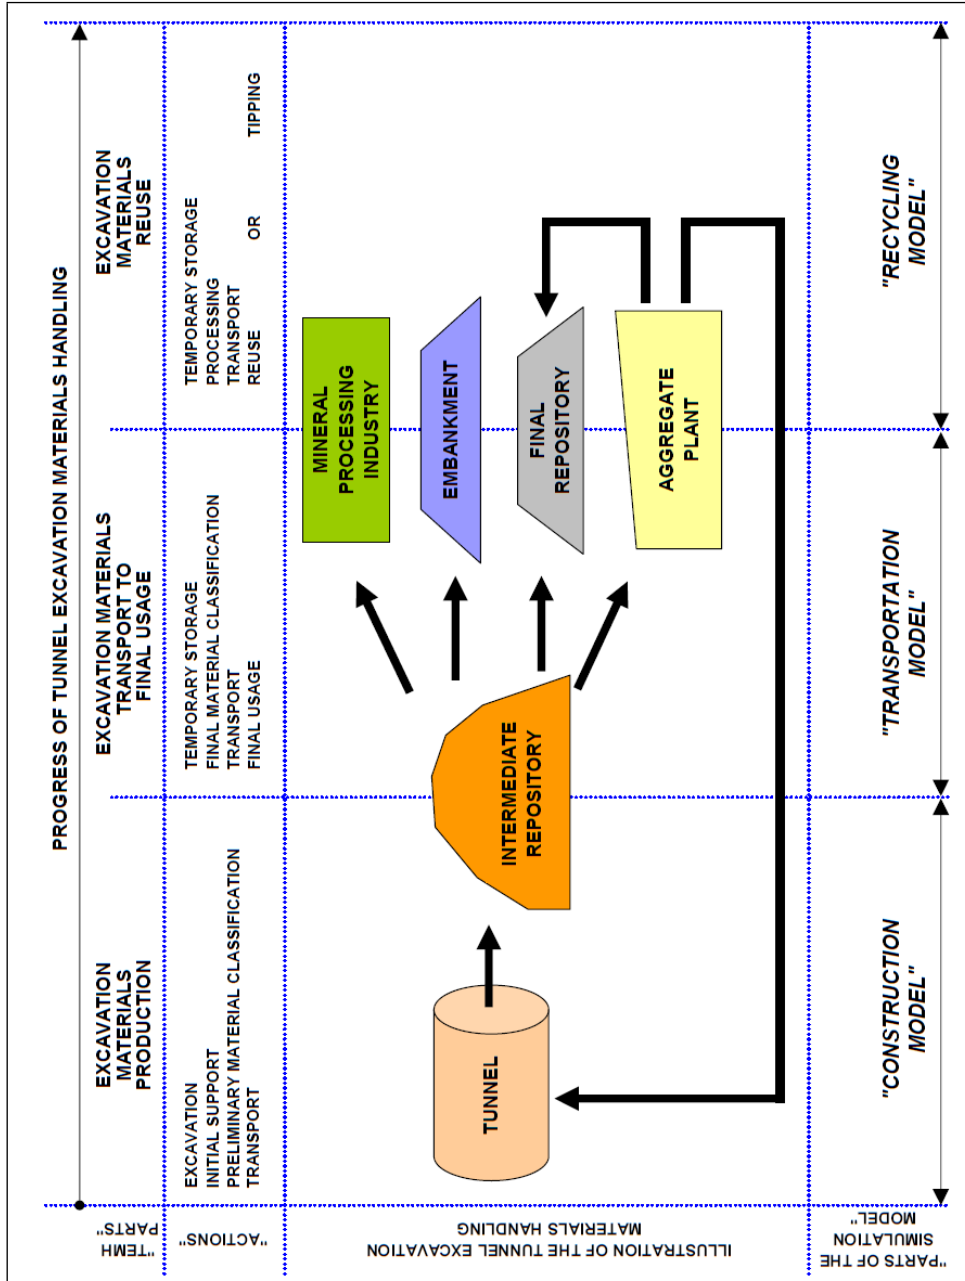 PROGRESS OF TUNNEL EXCAVATION MATERIALS HANDLING
"TEMH
PARTS"
EXCAVATION
MATERIALS
PRODUCTION
EXCAVATION MATERIALS
TRANSPORT TO
FINAL USAGE
EXCAVATION
MATERIALS
REUSE
"ACTIONS"
EXCAVATION
INITIAL SUPPORT
PRELIMINARY MATERIAL CLASSIFICATION
TRANSPORT
TEMPORARY STORAGE
FINAL MATERIAL CLASSIFICATION
TRANSPORT
FINAL USAGE
TEMPORARY STORAGE
PROCESSING
TRANSPORT
REUSE OR TIPPING
ILLUSTRATION OF THE TUNNEL EXCAVATION
MATERIALS HANDLING
TUNNEL
INTERMEDIATE
REPOSITORY
MINERAL
PROCESSING
INDUSTRY
EMBANKMENT
FINAL
REPOSITORY
AGGREGATE
PLANT
"PARTS OF THE
SIMULATION
MODEL"
"CONSTRUCTION
MODEL"
"TRANSPORTATION
MODEL"
"RECYCLING
MODEL"